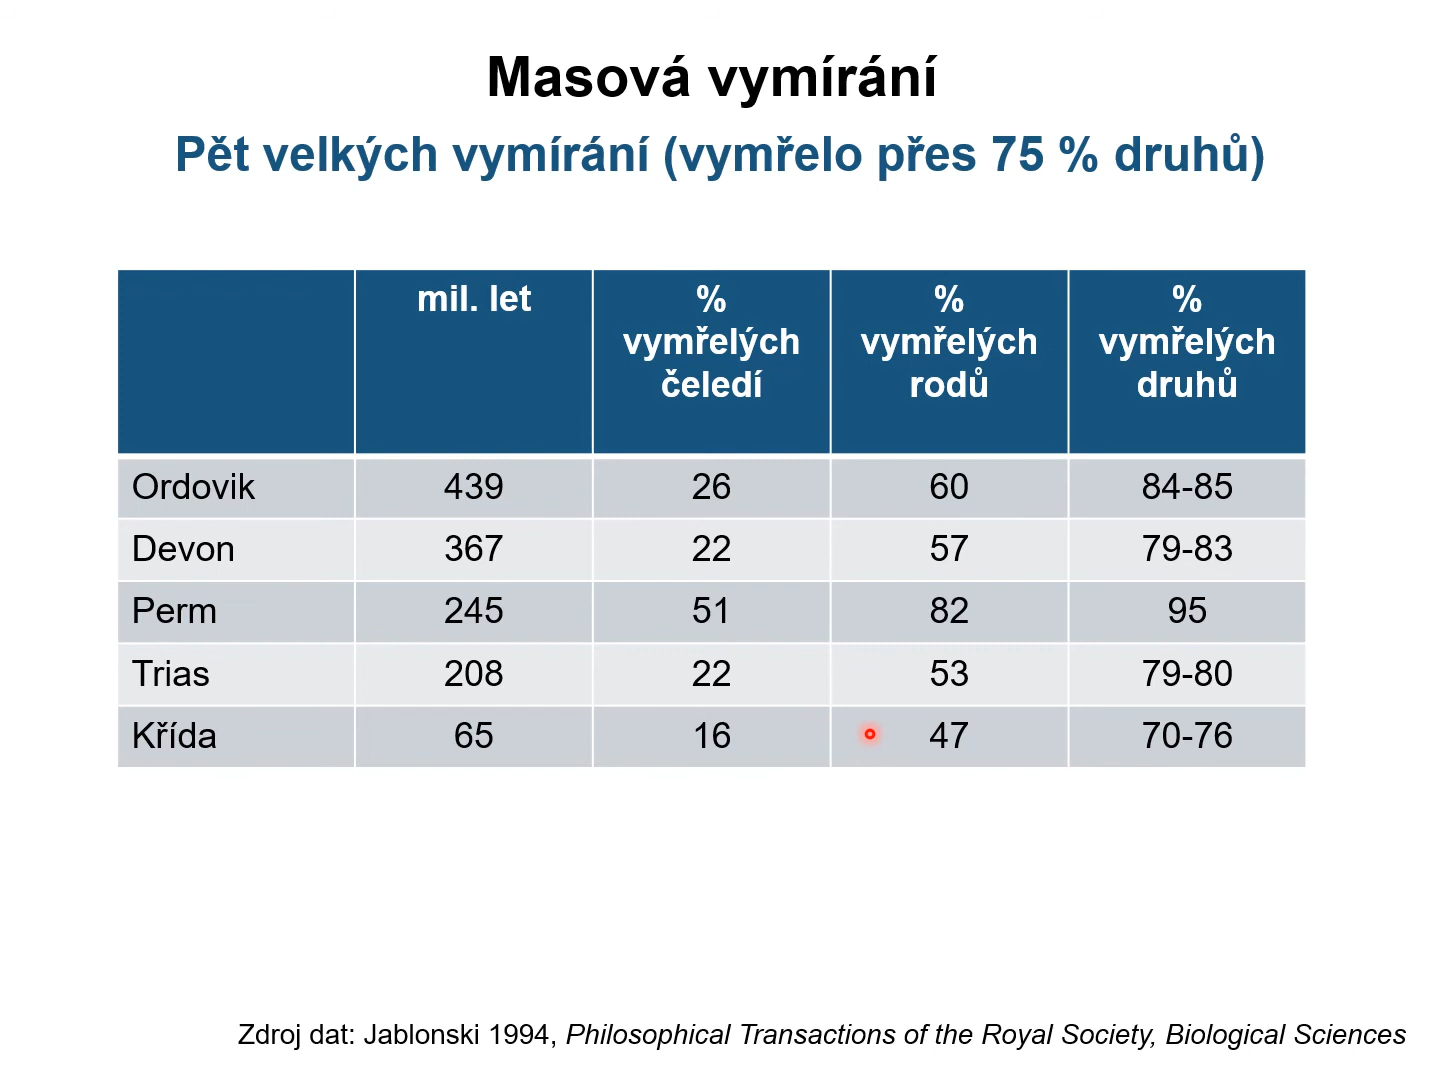 Masová vymírání
Pět velkých vymírání (vymřelo přes 75 % druhů)
mil. let
%
vymřelých
čeledí
%
vymřelých
rodů
%
vymřelých
druhů
Ordovik 439 26 60 84-85
Devon 367 22 57 79-83
Perm 245 51 82 95
Trias 208 22 53 79-80
Křída 65 16 47 70-76
Zdroj dat: Jablonski 1994, Philosophical Transactions of the Royal Society, Biological Sciences